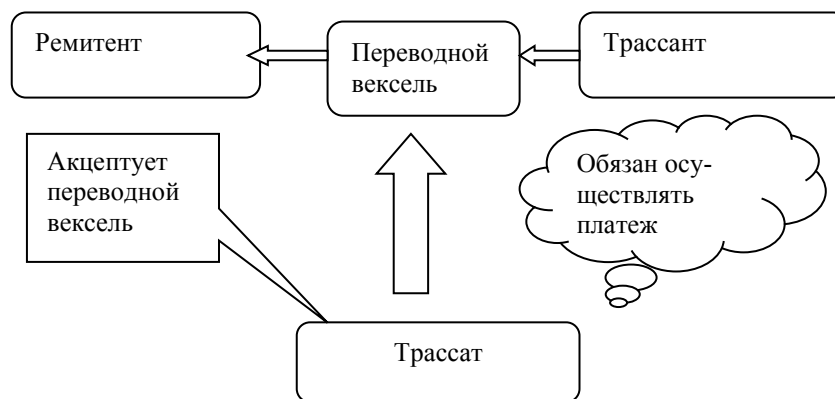 Ремитент
Переводной
вексель
Трассант
Акцептует
переводной
вексель
Обязан осу-
ществлять
платеж
Трассат